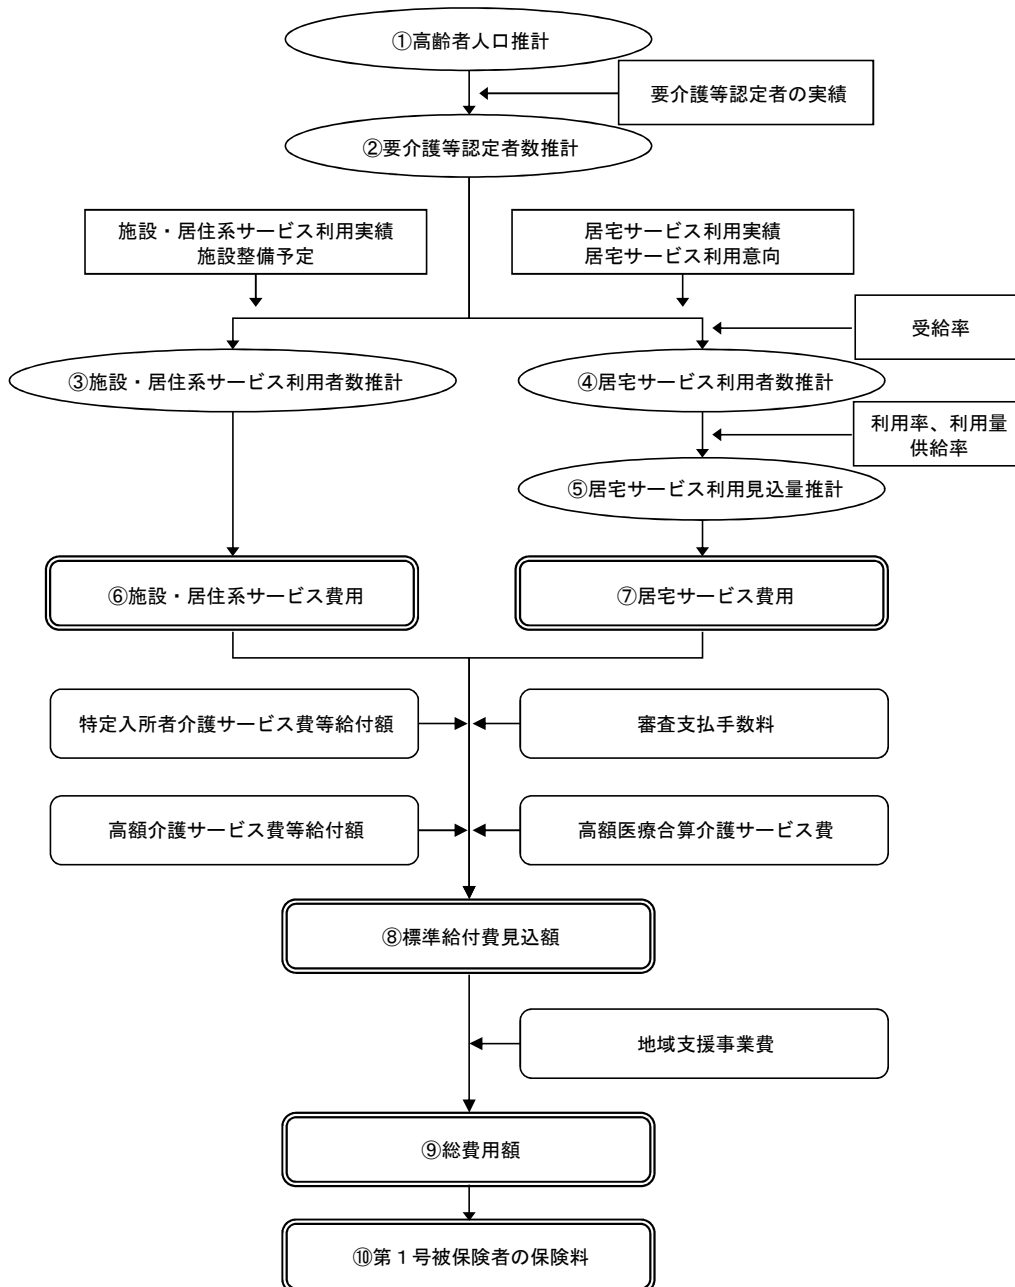 ①高齢者人口推計
要介護等認定者の実績
②要介護等認定者数推計
施設・居住系サービス利用実績
施設整備予定
居宅サービス利用実績
居宅サービス利用意向
受給率
③施設・居住系サービス利用者数推計
④居宅サービス利用者数推計
利用率、利用量
供給率
⑤居宅サービス利用見込量推計
⑥施設・居住系サービス費用
⑦居宅サービス費用
特定入所者介護サービス費等給付額
審査支払手数料
高額介護サービス費等給付額
高額医療合算介護サービス費
⑧標準給付費見込額
地域支援事業費
⑨総費用額
⑩第１号被保険者の保険料